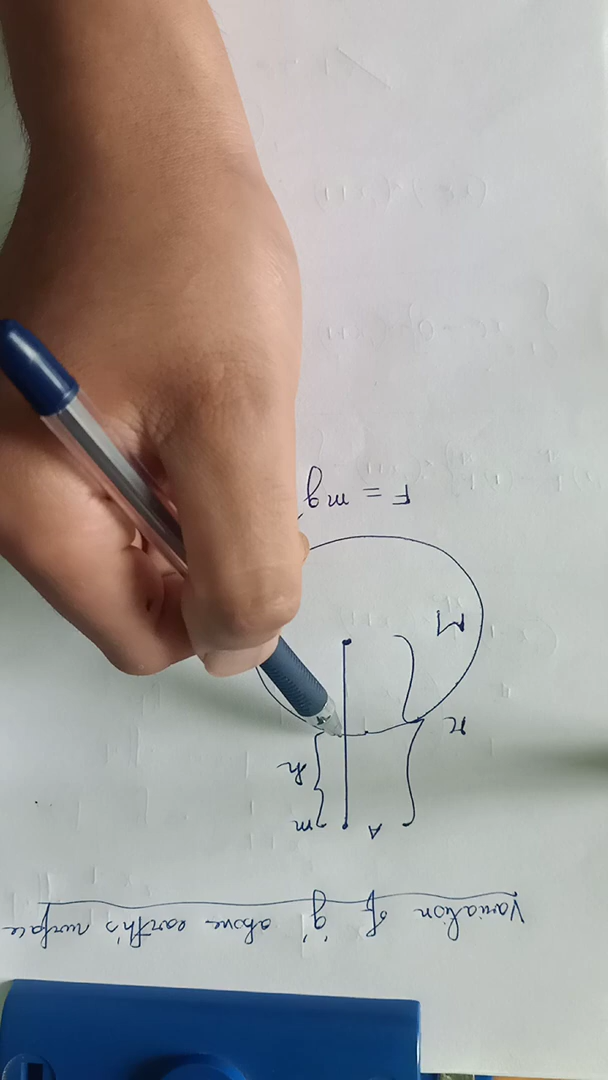 Variation of 'g' above earth's surface
m
A
h
r
M
F = mg'